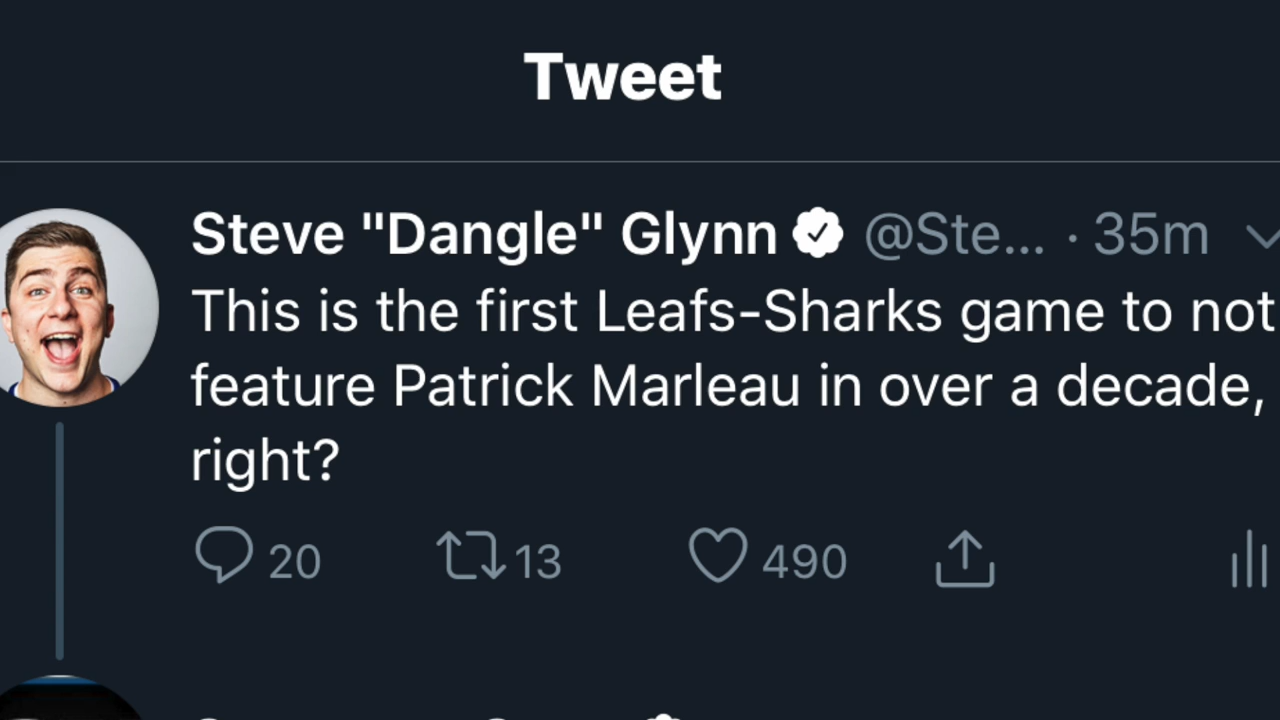 Tweet
Steve "Dangle" Glynn @Ste... · 35m
This is the first Leafs-Sharks game to not
feature Patrick Marleau in over a decade,
right?
20 13 490